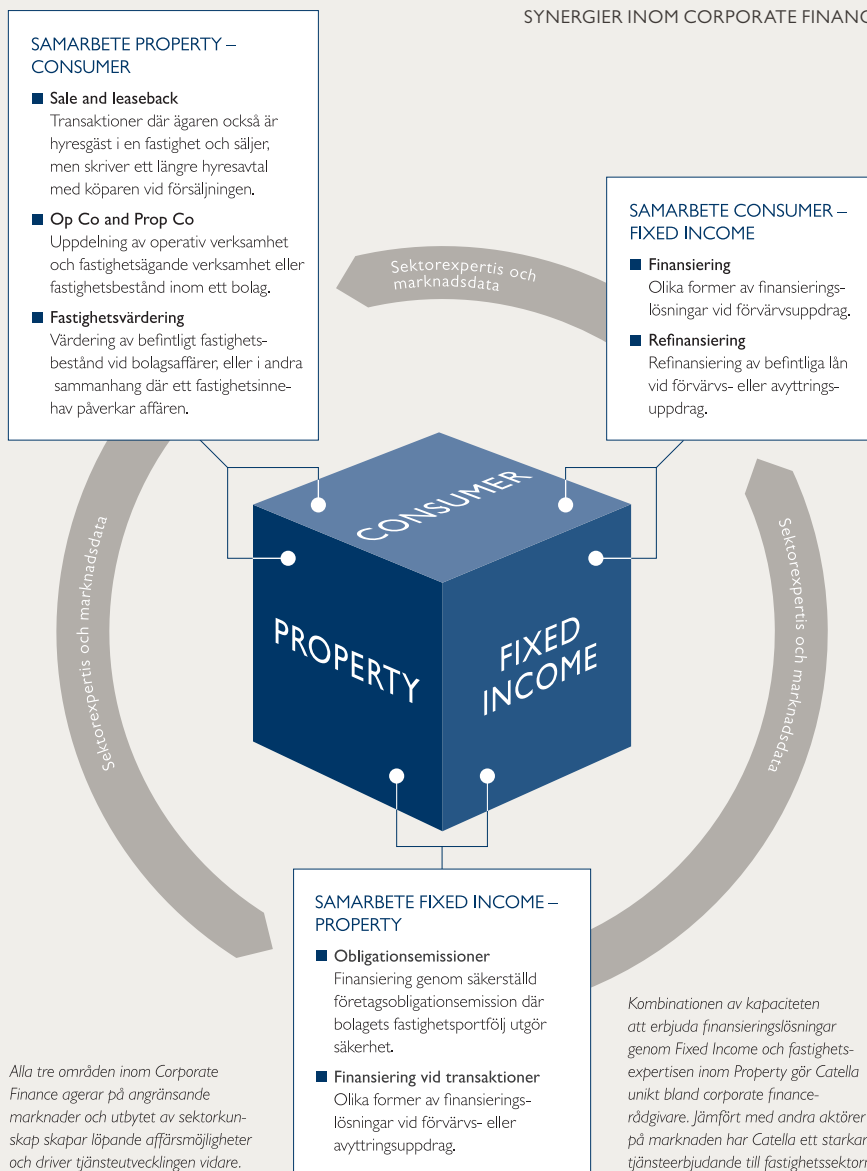 SYNERGIER INOM CORPORATE
SAMARBETE PROPERTY –
CONSUMER
Sale and leaseback
Transaktioner där ägaren också är
hyresgäst i en fastighet och säljer,
men skriver ett längre hyresavtal
med köparen vid försäljningen.
Op Co and Prop Co
Uppdelning av operativ verksamhet
och fastighetsägande verksamhet eller
fastighetsbestånd inom ett bolag.
Fastighetsvärdering
Värdering av befintligt fastighets-
bestånd vid bolagsaffärer, eller i andra
sammanhang där ett fastighetsinne-
hav påverkar affären.
SAMARBETE CONSUMER –
FIXED INCOME
Finansiering
Olika former av finansierings-
lösningar vid förvärvsuppdrag.
Refinansiering
Refinansiering av befintliga lån
vid förvärvs- eller avyttrings-
uppdrag.
Sektorexpertis och
marknadsdata
Sektorexpertis och marknadsdata
Sektorexpertis och marknadsdata
CONSUMER
PROPERTY
FIXED
INCOME
SAMARBETE FIXED INCOME –
PROPERTY
Obligationsemissioner
Finansiering genom säkerställd
företagsobligationsemission där
bolagets fastighetsportfölj utgör
säkerhet.
Finansiering vid transaktioner
Olika former av finansierings-
lösningar vid förvärvs- eller
avyttringsuppdrag.
Alla tre områden inom Corporate
Finance agerar på angränsande
marknader och utbytet av sektorkun-
skap skapar löpande affärsmöjligheter
och driver tjänsteutvecklingen vidare.
Kombinationen av kapaciteten
att erbjuda finansieringslösningar
genom Fixed Income och fastighets-
expertisen inom Property gör Catella
unikt bland corporate finance-
rådgivare. Jämfört med andra aktörer
på marknaden har Catella ett
tjänsteerbjudande till